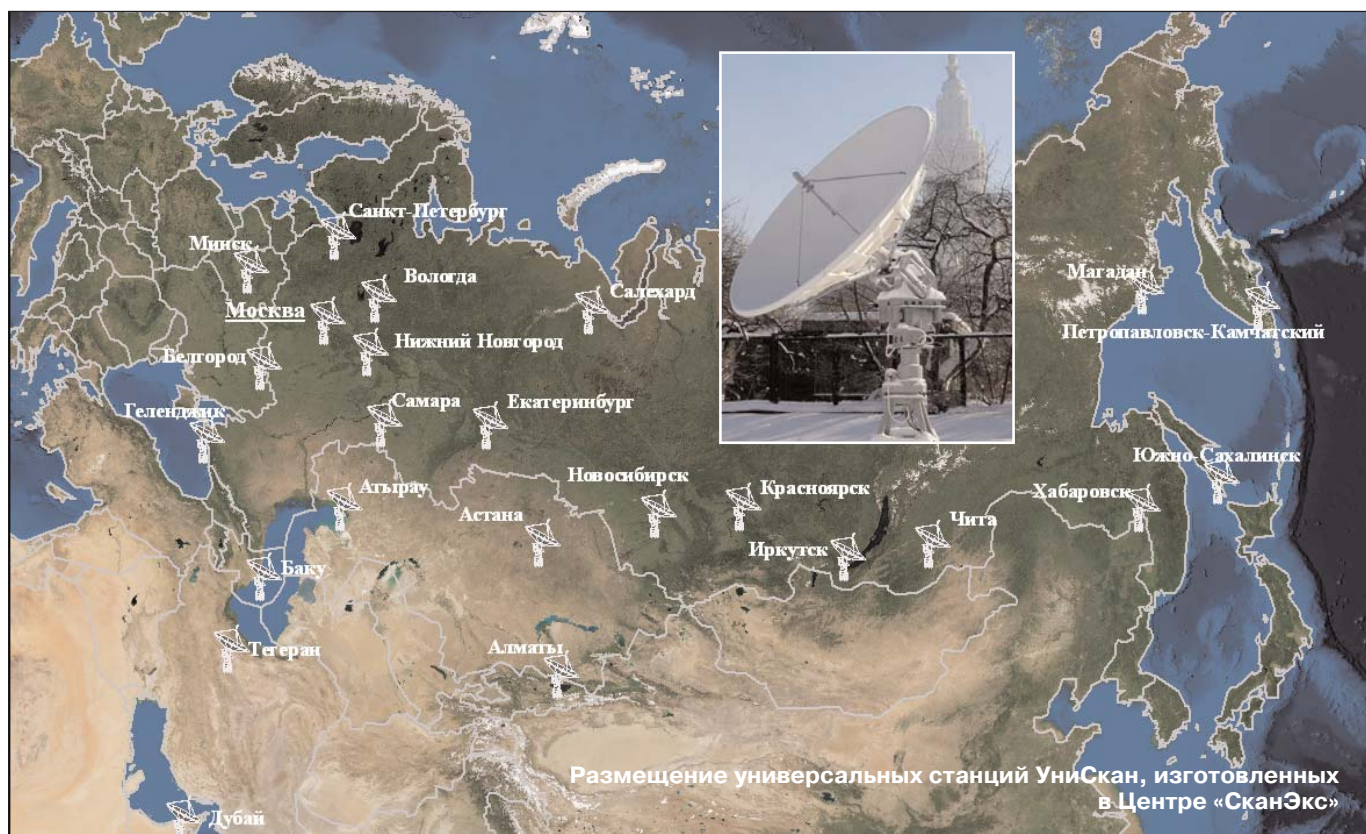 Санкт-Петербург
Минск
Вологда
Салехард
Москва
Магадан
Нижний Новгород
Петропавловск-Камчатский
Белгород
Самара
Екатеринбург
Геленджик
Южно-Сахалинск
Новосибирск
Красноярск
Хабаровск
Атырау
Астана
Чита
Иркутск
Баку
Тегеран
Алматы
Размещение универсальных станций УниСкан, изготовленных
в Центре «СканЭкс»
Дубай